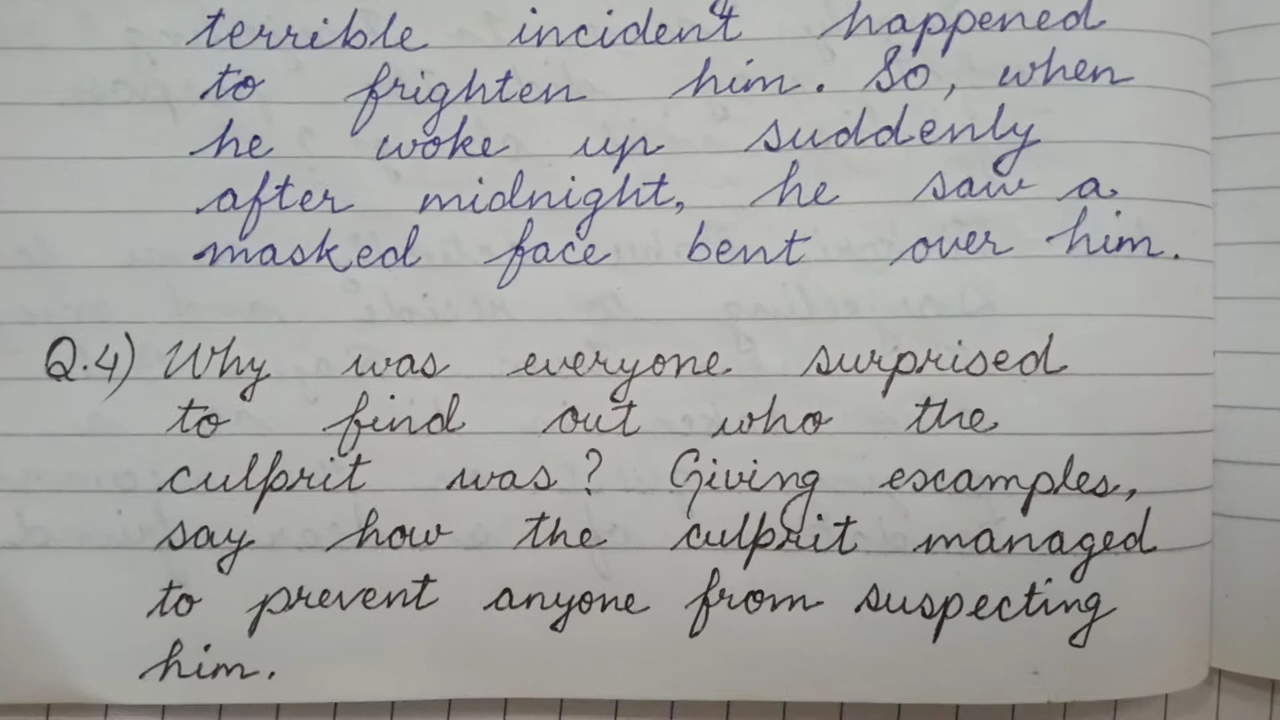 terrible incident happened
to frighten him. So, when
he woke up suddenly
after midnight, he saw a
masked face bent over him.
Q.4) Why was everyone surprised
to find out who the
culprit was? Giving examples,
say how the culprit managed
to prevent anyone from suspecting
him.